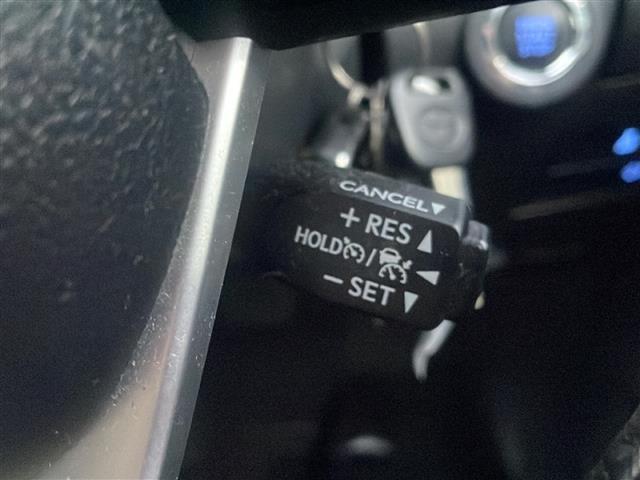 CANCEL▼
+ RES ▲
HOLD / ◀
− SET ▼